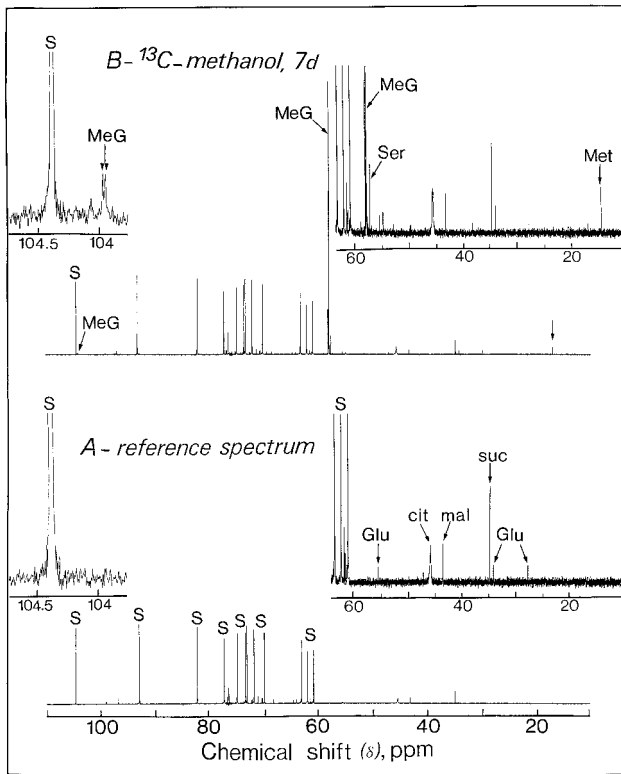 S
B- ¹³C-methanol, 7d
MeG
104.5 104
MeG
MeG
Ser
Met
60 40 20
S
MeG
S
A- reference spectrum
104.5 104
S
suc
Glu
cit mal
Glu
60 40 20
S S S S S S S S
100 80 60 40 20
Chemical shift (δ), ppm